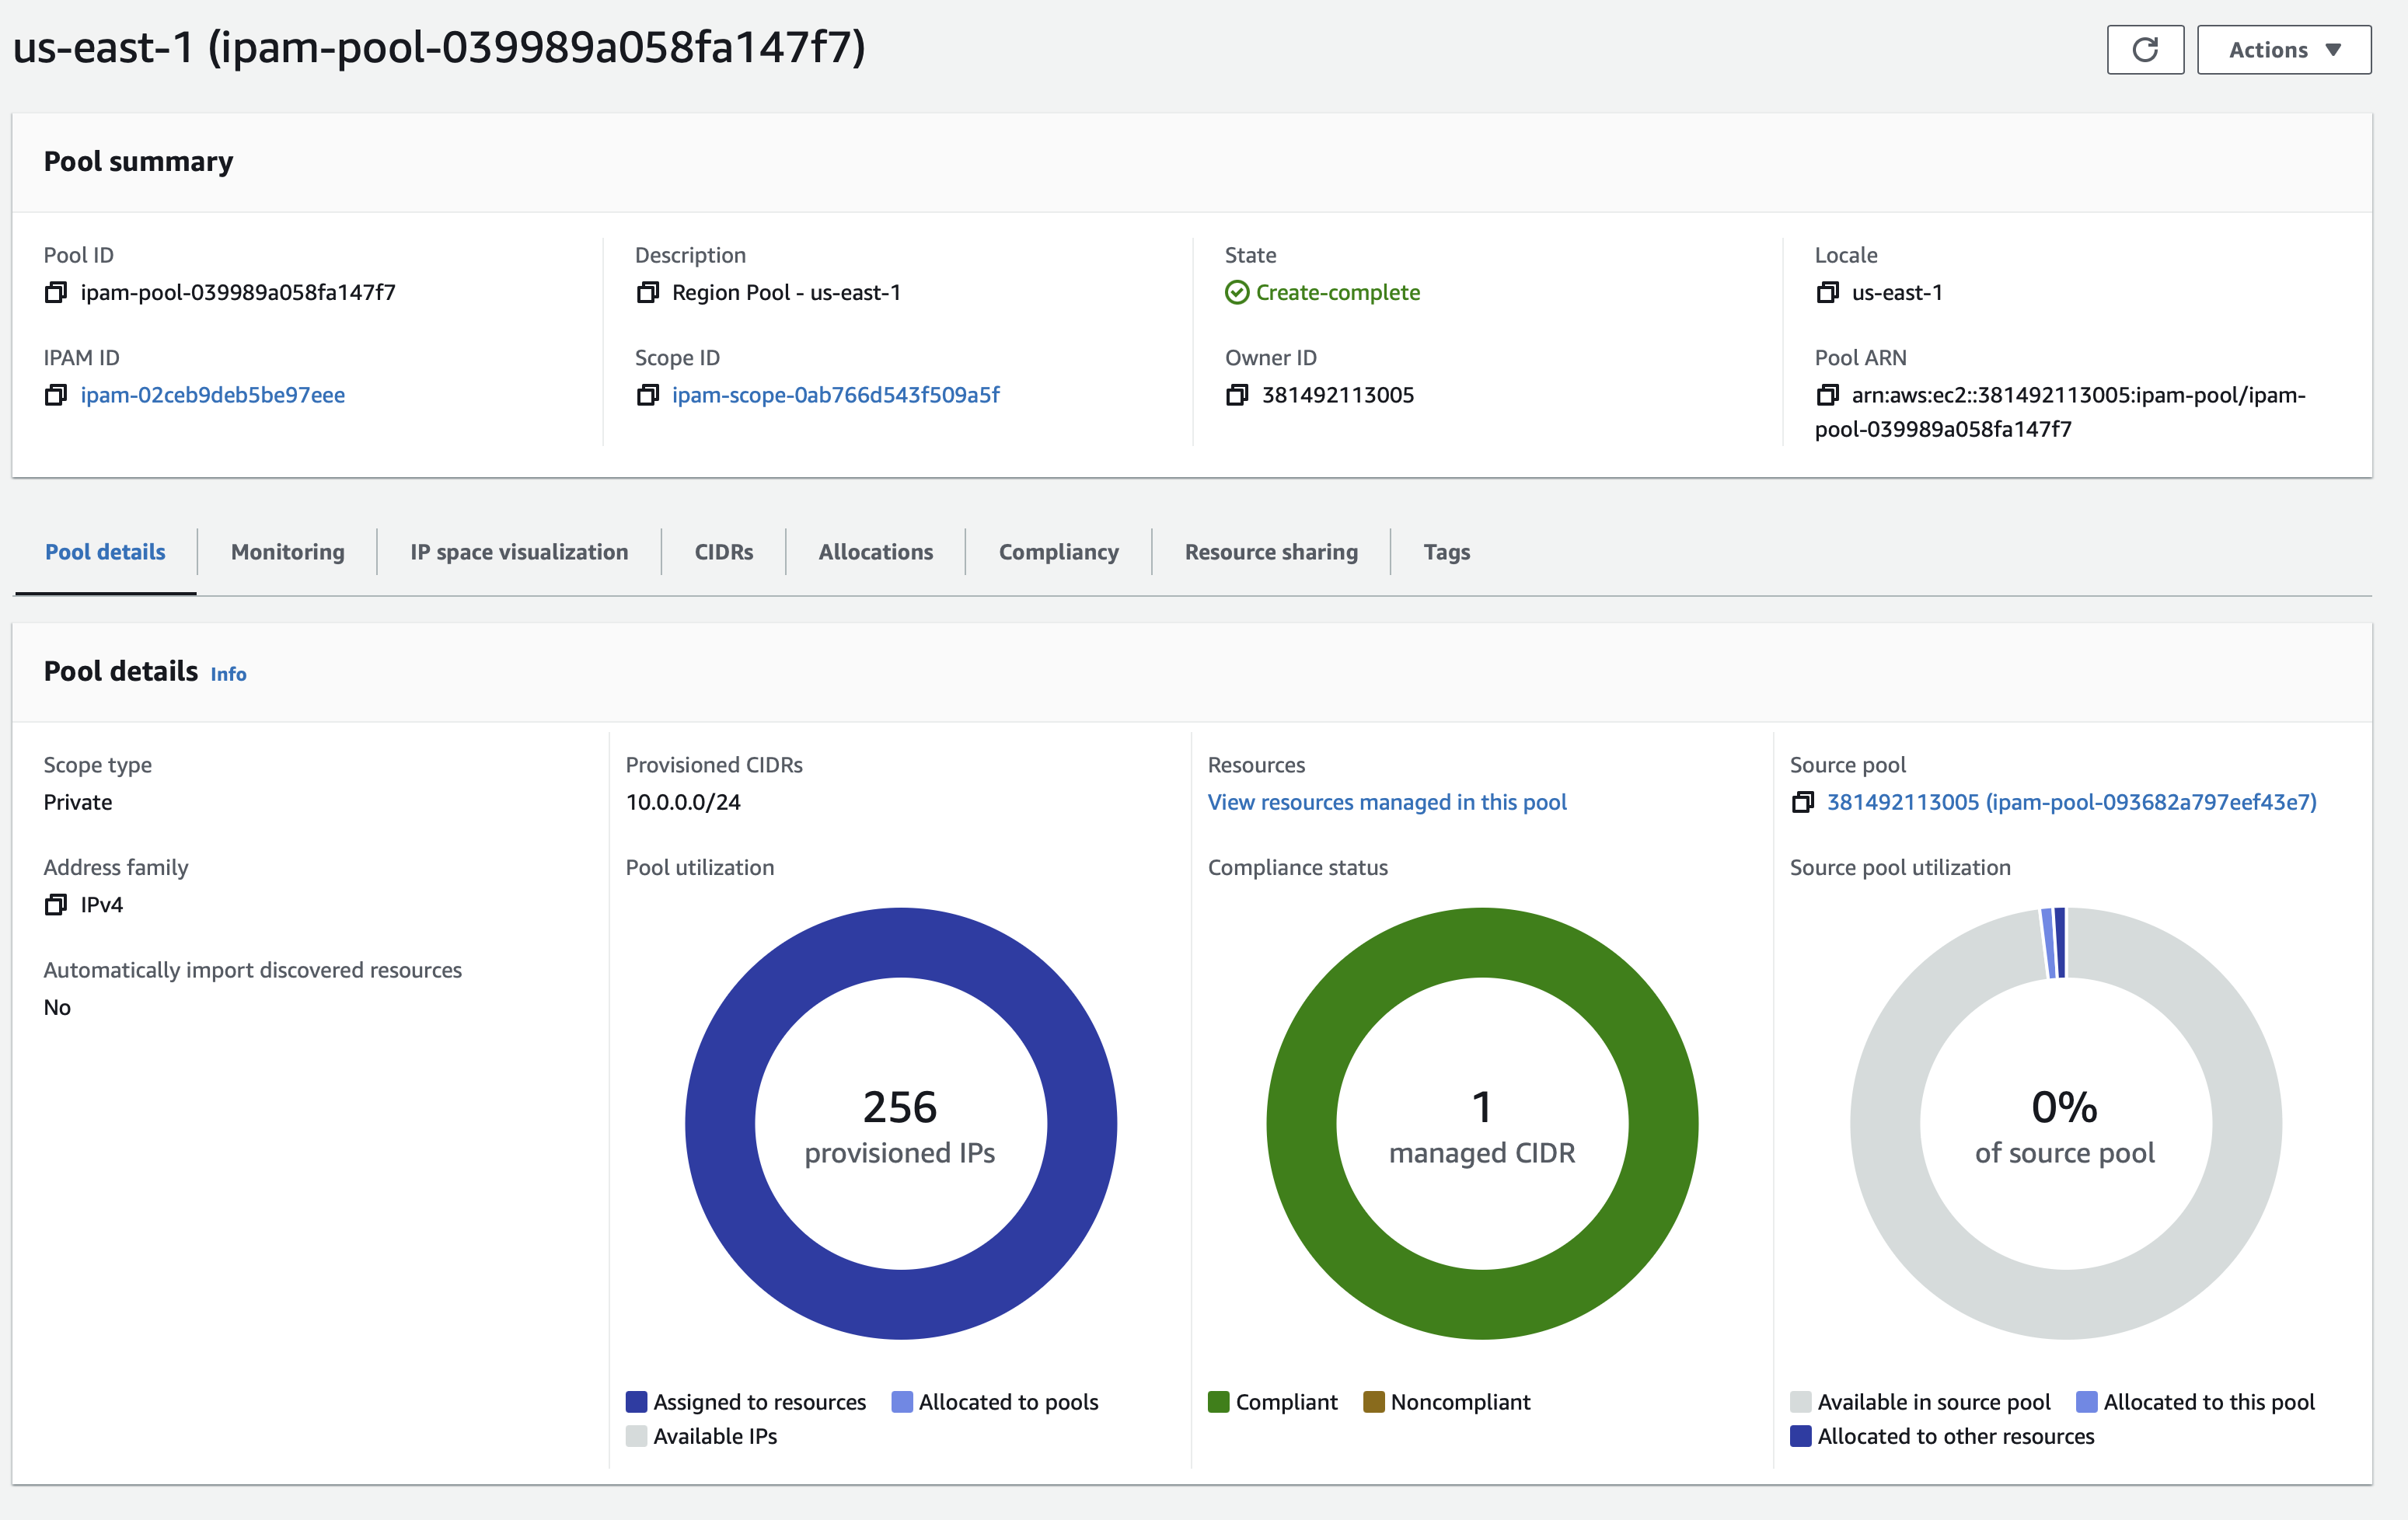 us-east-1 (ipam-pool-039989a058fa147f7)
Actions
Pool summary
Pool ID
ipam-pool-039989a058fa147f7
IPAM ID
ipam-02ceb9deb5be97eee
Description
Region Pool - us-east-1
Scope ID
ipam-scope-0ab766d543f509a5f
State
Create-complete
Owner ID
381492113005
Locale
us-east-1
Pool ARN
arn:aws:ec2::381492113005:ipam-pool/ipam-
pool-039989a058fa147f7
Pool details
Monitoring
IP space visualization
CIDRs
Allocations
Compliancy
Resource sharing
Tags
Pool details Info
Scope type
Private
Address family
IPv4
Automatically import discovered resources
No
Provisioned CIDRs
10.0.0.0/24
Pool utilization
256
provisioned IPs
Assigned to resources
Allocated to pools
Available IPs
Resources
View resources managed in this pool
Compliance status
1
managed CIDR
Compliant
Noncompliant
Source pool
381492113005 (ipam-pool-093682a797eef43e7)
Source pool utilization
0%
of source pool
Available in source pool
Allocated to this pool
Allocated to other resources